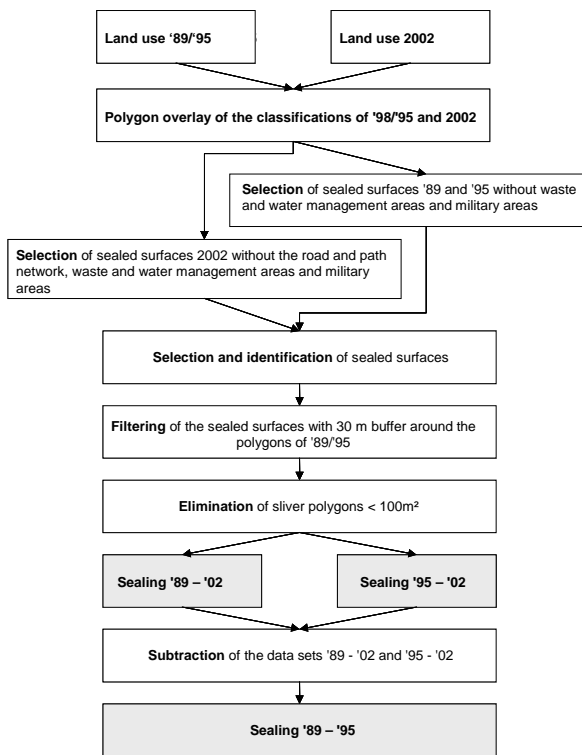 Land use ‘89/‘95
Land use 2002
Polygon overlay of the classifications of '98/'95 and 2002
Selection of sealed surfaces ’89 and ’95 without waste
and water management areas and military areas
Selection of sealed surfaces 2002 without the road and path
network, waste and water management areas and military
areas
Selection and identification of sealed surfaces
Filtering of the sealed surfaces with 30 m buffer around the
polygons of ’89/’95
Elimination of sliver polygons < 100m²
Sealing '89 – '02
Sealing '95 – '02
Subtraction of the data sets ’89 - ’02 and ’95 - ’02
Sealing '89 – '95